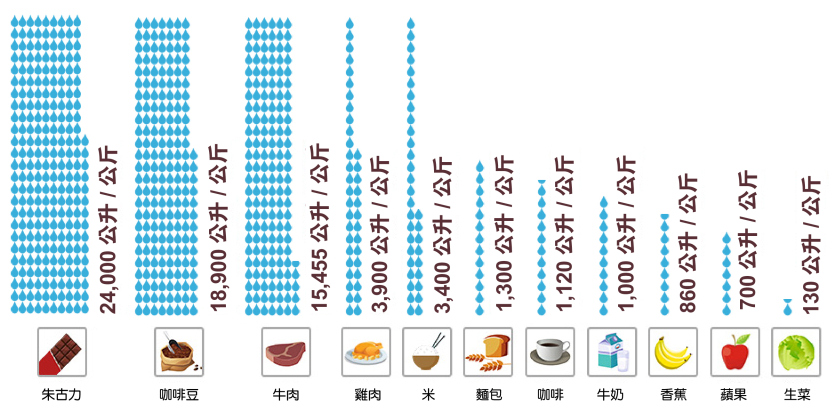 24,000 公升 / 公斤
18,900 公升 / 公斤
15,455 公升 / 公斤
3,900 公升 / 公斤
3,400 公升 / 公斤
1,300 公升 / 公斤
1,120 公升 / 公斤
1,000 公升 / 公斤
860 公升 / 公斤
700 公升 / 公斤
130 公升 / 公斤
朱古力
咖啡豆
牛肉
雞肉
米
麵包
咖啡
牛奶
香蕉
蘋果
生菜